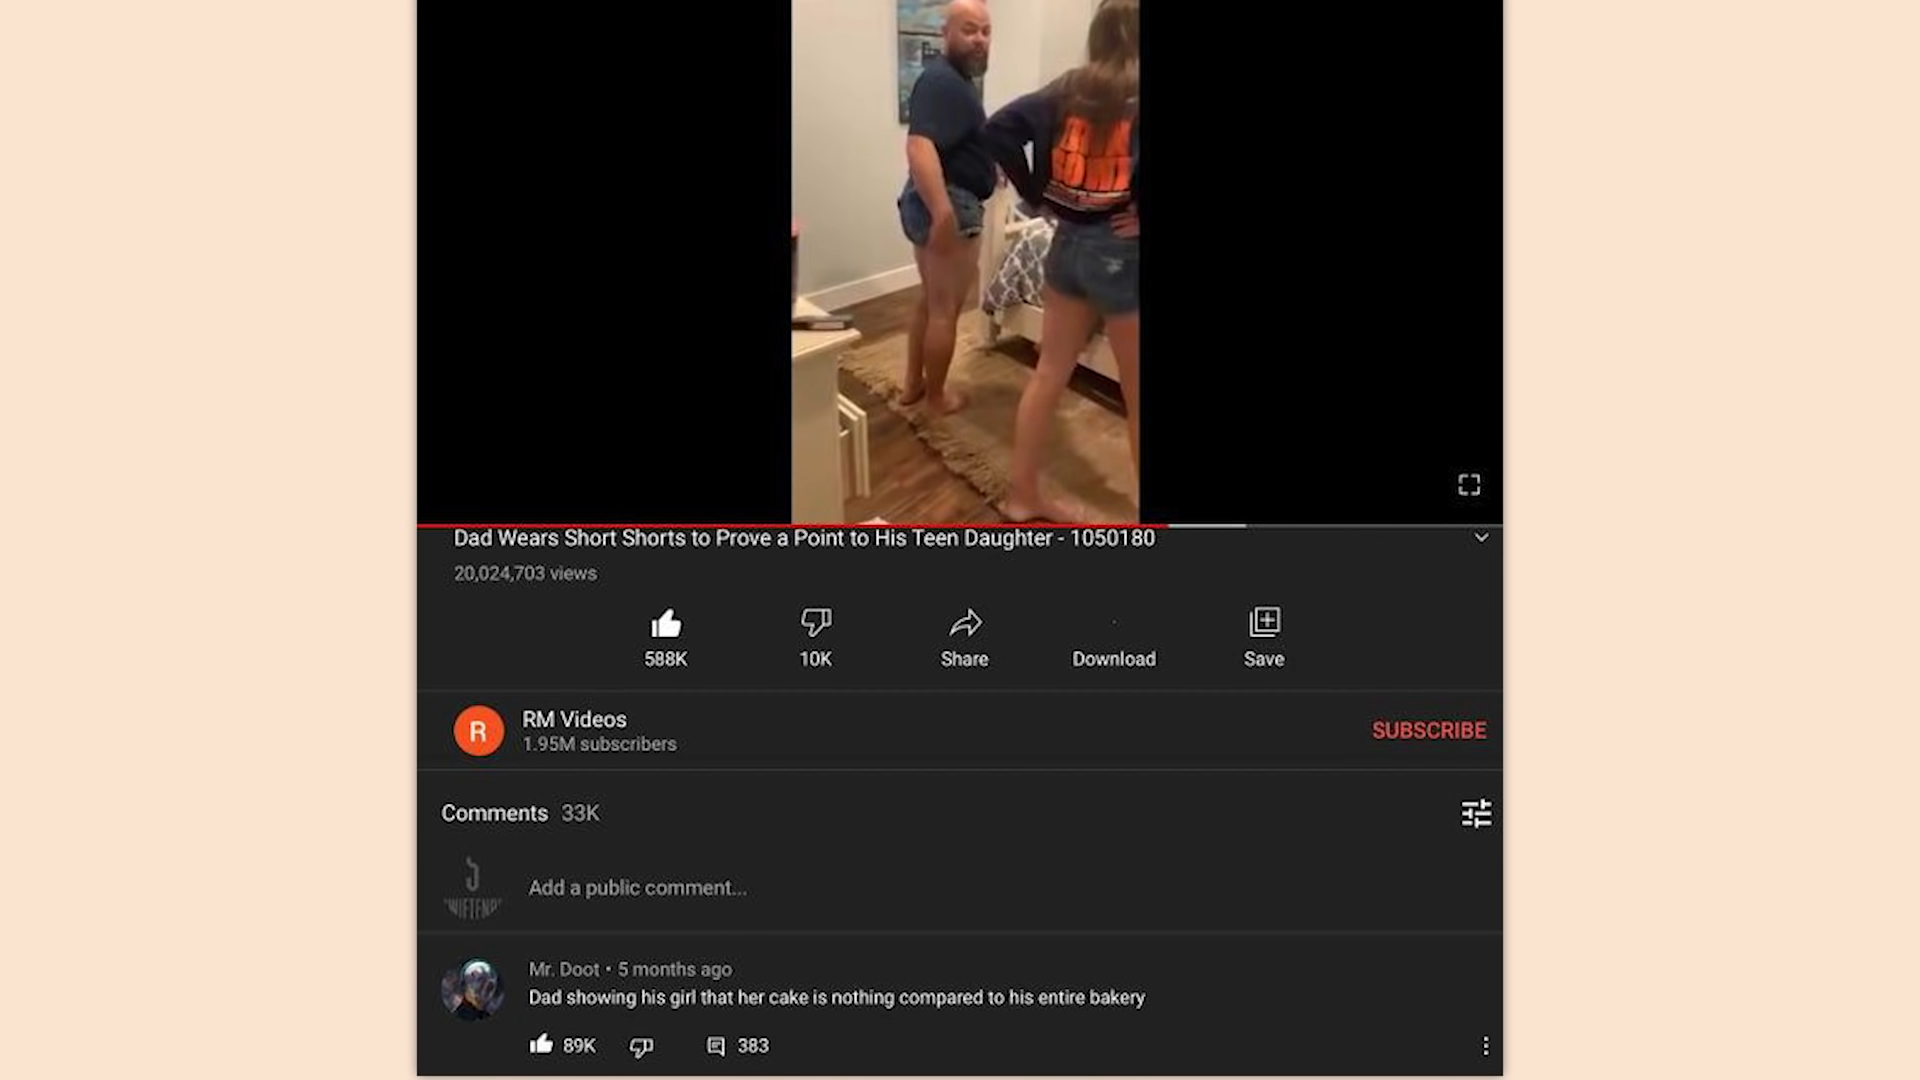 Dad Wears Short Shorts to Prove a Point to His Teen Daughter - 1050180
20,024,703 views
588K
10K
Share
Download
Save
R
RM Videos
1.95M subscribers
SUBSCRIBE
Comments 33K
Add a public comment...
Mr. Doot • 5 months ago
Dad showing his girl that her cake is nothing compared to his entire bakery
89K
383